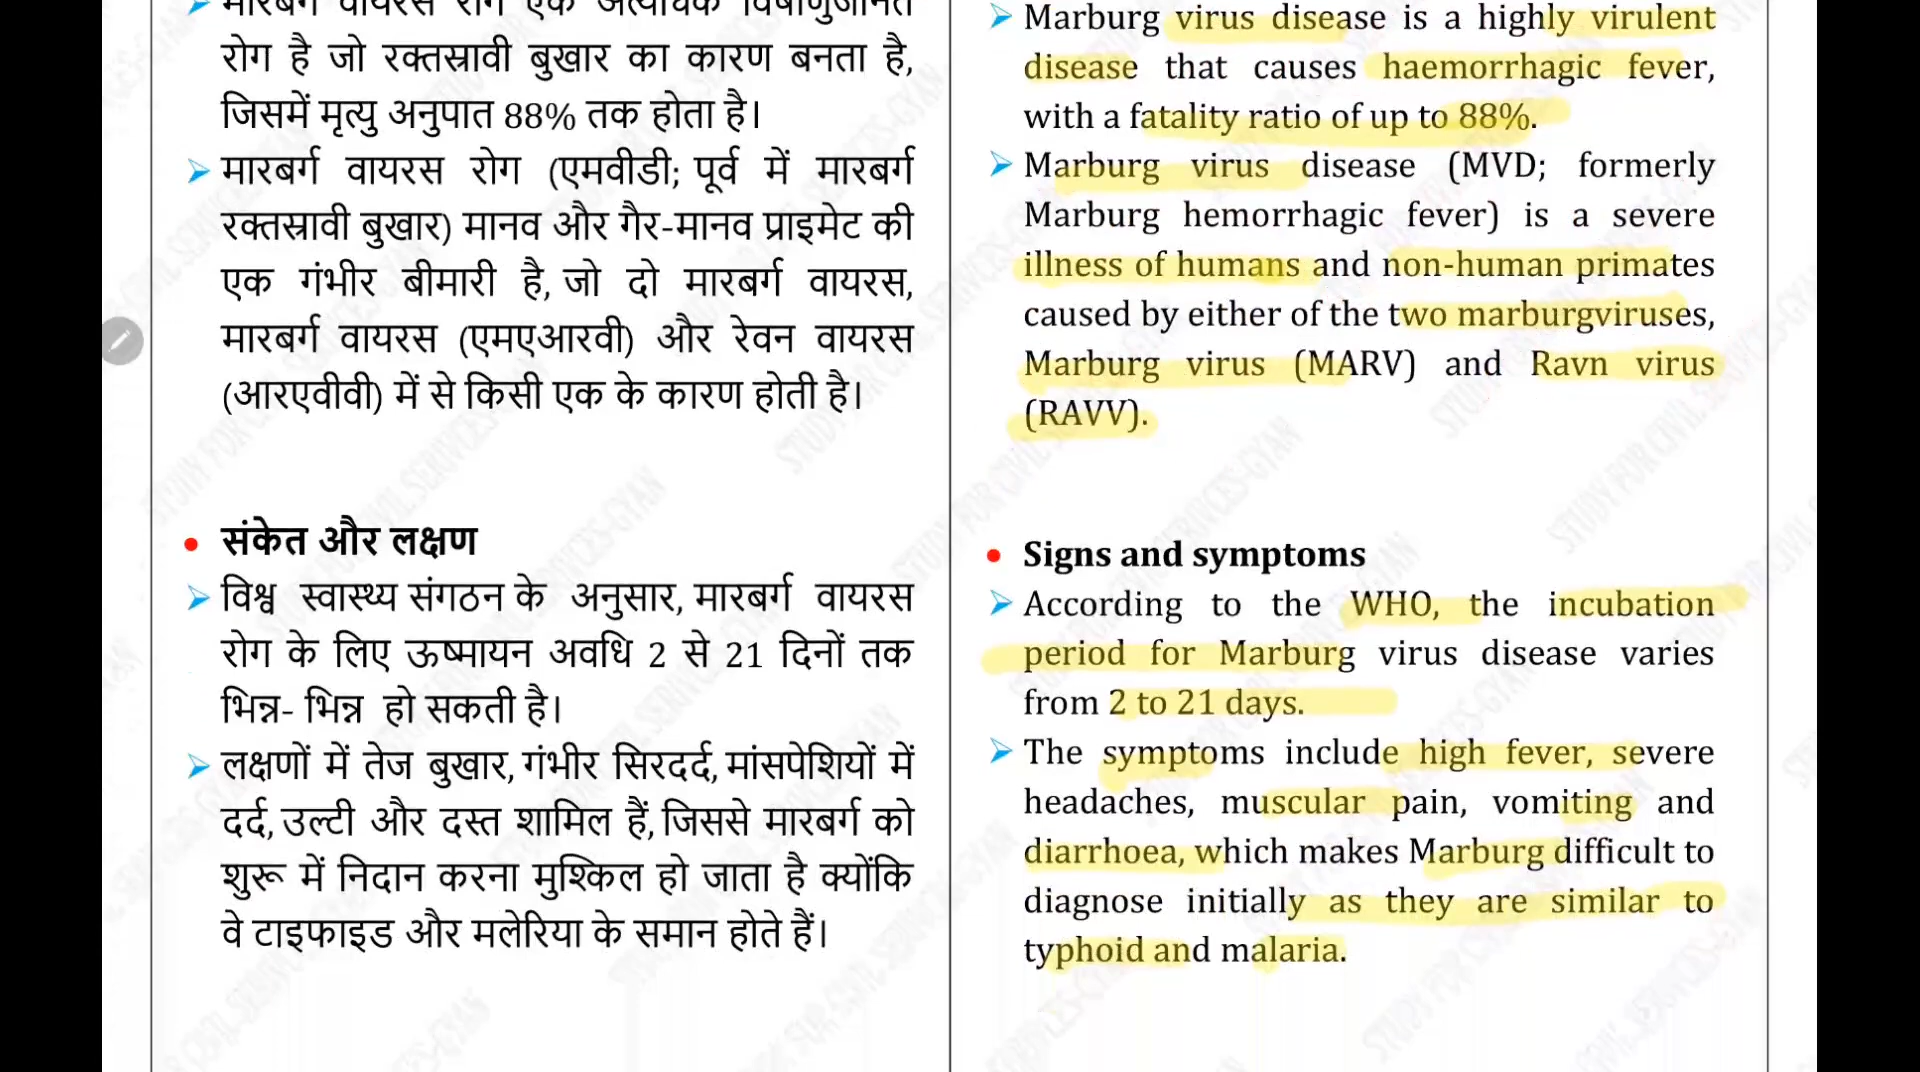 मारबर्ग वायरस रोग एक अत्यधिक विषाणुजनित
रोग है जो रक्तस्रावी बुखार का कारण बनता है,
जिसमें मृत्यु अनुपात 88% तक होता है।
मारबर्ग वायरस रोग (एमवीडी; पूर्व में मारबर्ग
रक्तस्रावी बुखार) मानव और गैर-मानव प्राइमेट की
एक गंभीर बीमारी है, जो दो मारबर्ग वायरस,
मारबर्ग वायरस (एमएआरवी) और रेवन वायरस
(आरएवीवी) में से किसी एक के कारण होती है।
संकेत और लक्षण
विश्व स्वास्थ्य संगठन के अनुसार, मारबर्ग वायरस
रोग के लिए ऊष्मायन अवधि 2 से 21 दिनों तक
भिन्न- भिन्न हो सकती है।
लक्षणों में तेज बुखार, गंभीर सिरदर्द, मांसपेशियों में
दर्द, उल्टी और दस्त शामिल हैं, जिससे मारबर्ग को
शुरू में निदान करना मुश्किल हो जाता है क्योंकि
वे टाइफाइड और मलेरिया के समान होते हैं।
Marburg virus disease is a highly virulent
disease that causes haemorrhagic fever,
with a fatality ratio of up to 88%.
Marburg virus disease (MVD; formerly
Marburg hemorrhagic fever) is a severe
illness of humans and non-human primates
caused by either of the two marburgviruses,
Marburg virus (MARV) and Ravn virus
(RAVV).
Signs and symptoms
According to the WHO, the incubation
period for Marburg virus disease varies
from 2 to 21 days.
The symptoms include high fever, severe
headaches, muscular pain, vomiting and
diarrhoea, which makes Marburg difficult to
diagnose initially as they are similar to
typhoid and malaria.